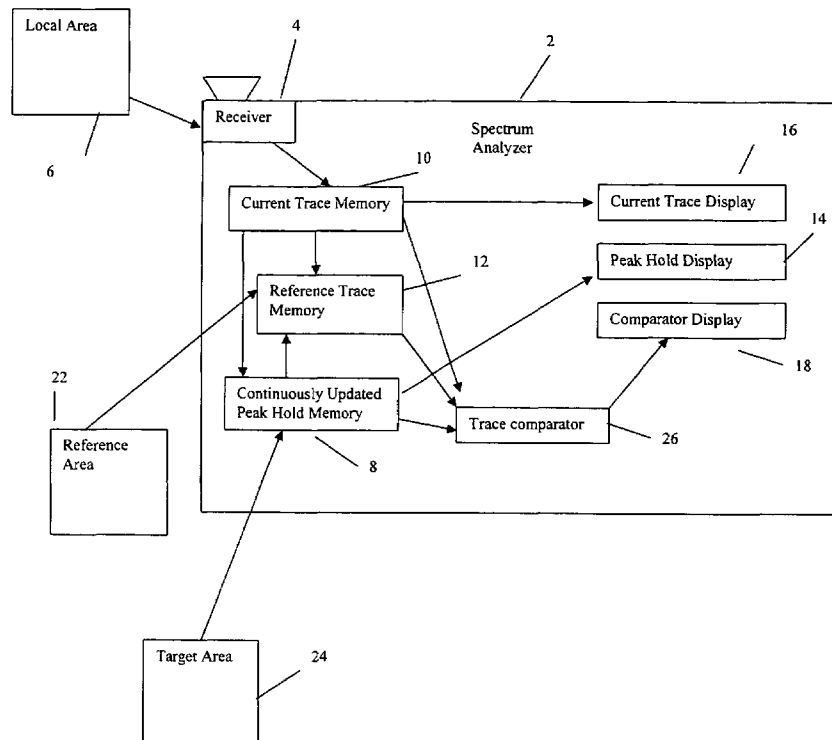 Local Area
4
2
Receiver
Spectrum
Analyzer
6
10
16
Current Trace Memory
Current Trace Display
14
12
Peak Hold Display
Reference Trace
Memory
Comparator Display
18
22
Continuously Updated
Peak Hold Memory
Trace comparator
26
Reference
Area
8
Target Area
24